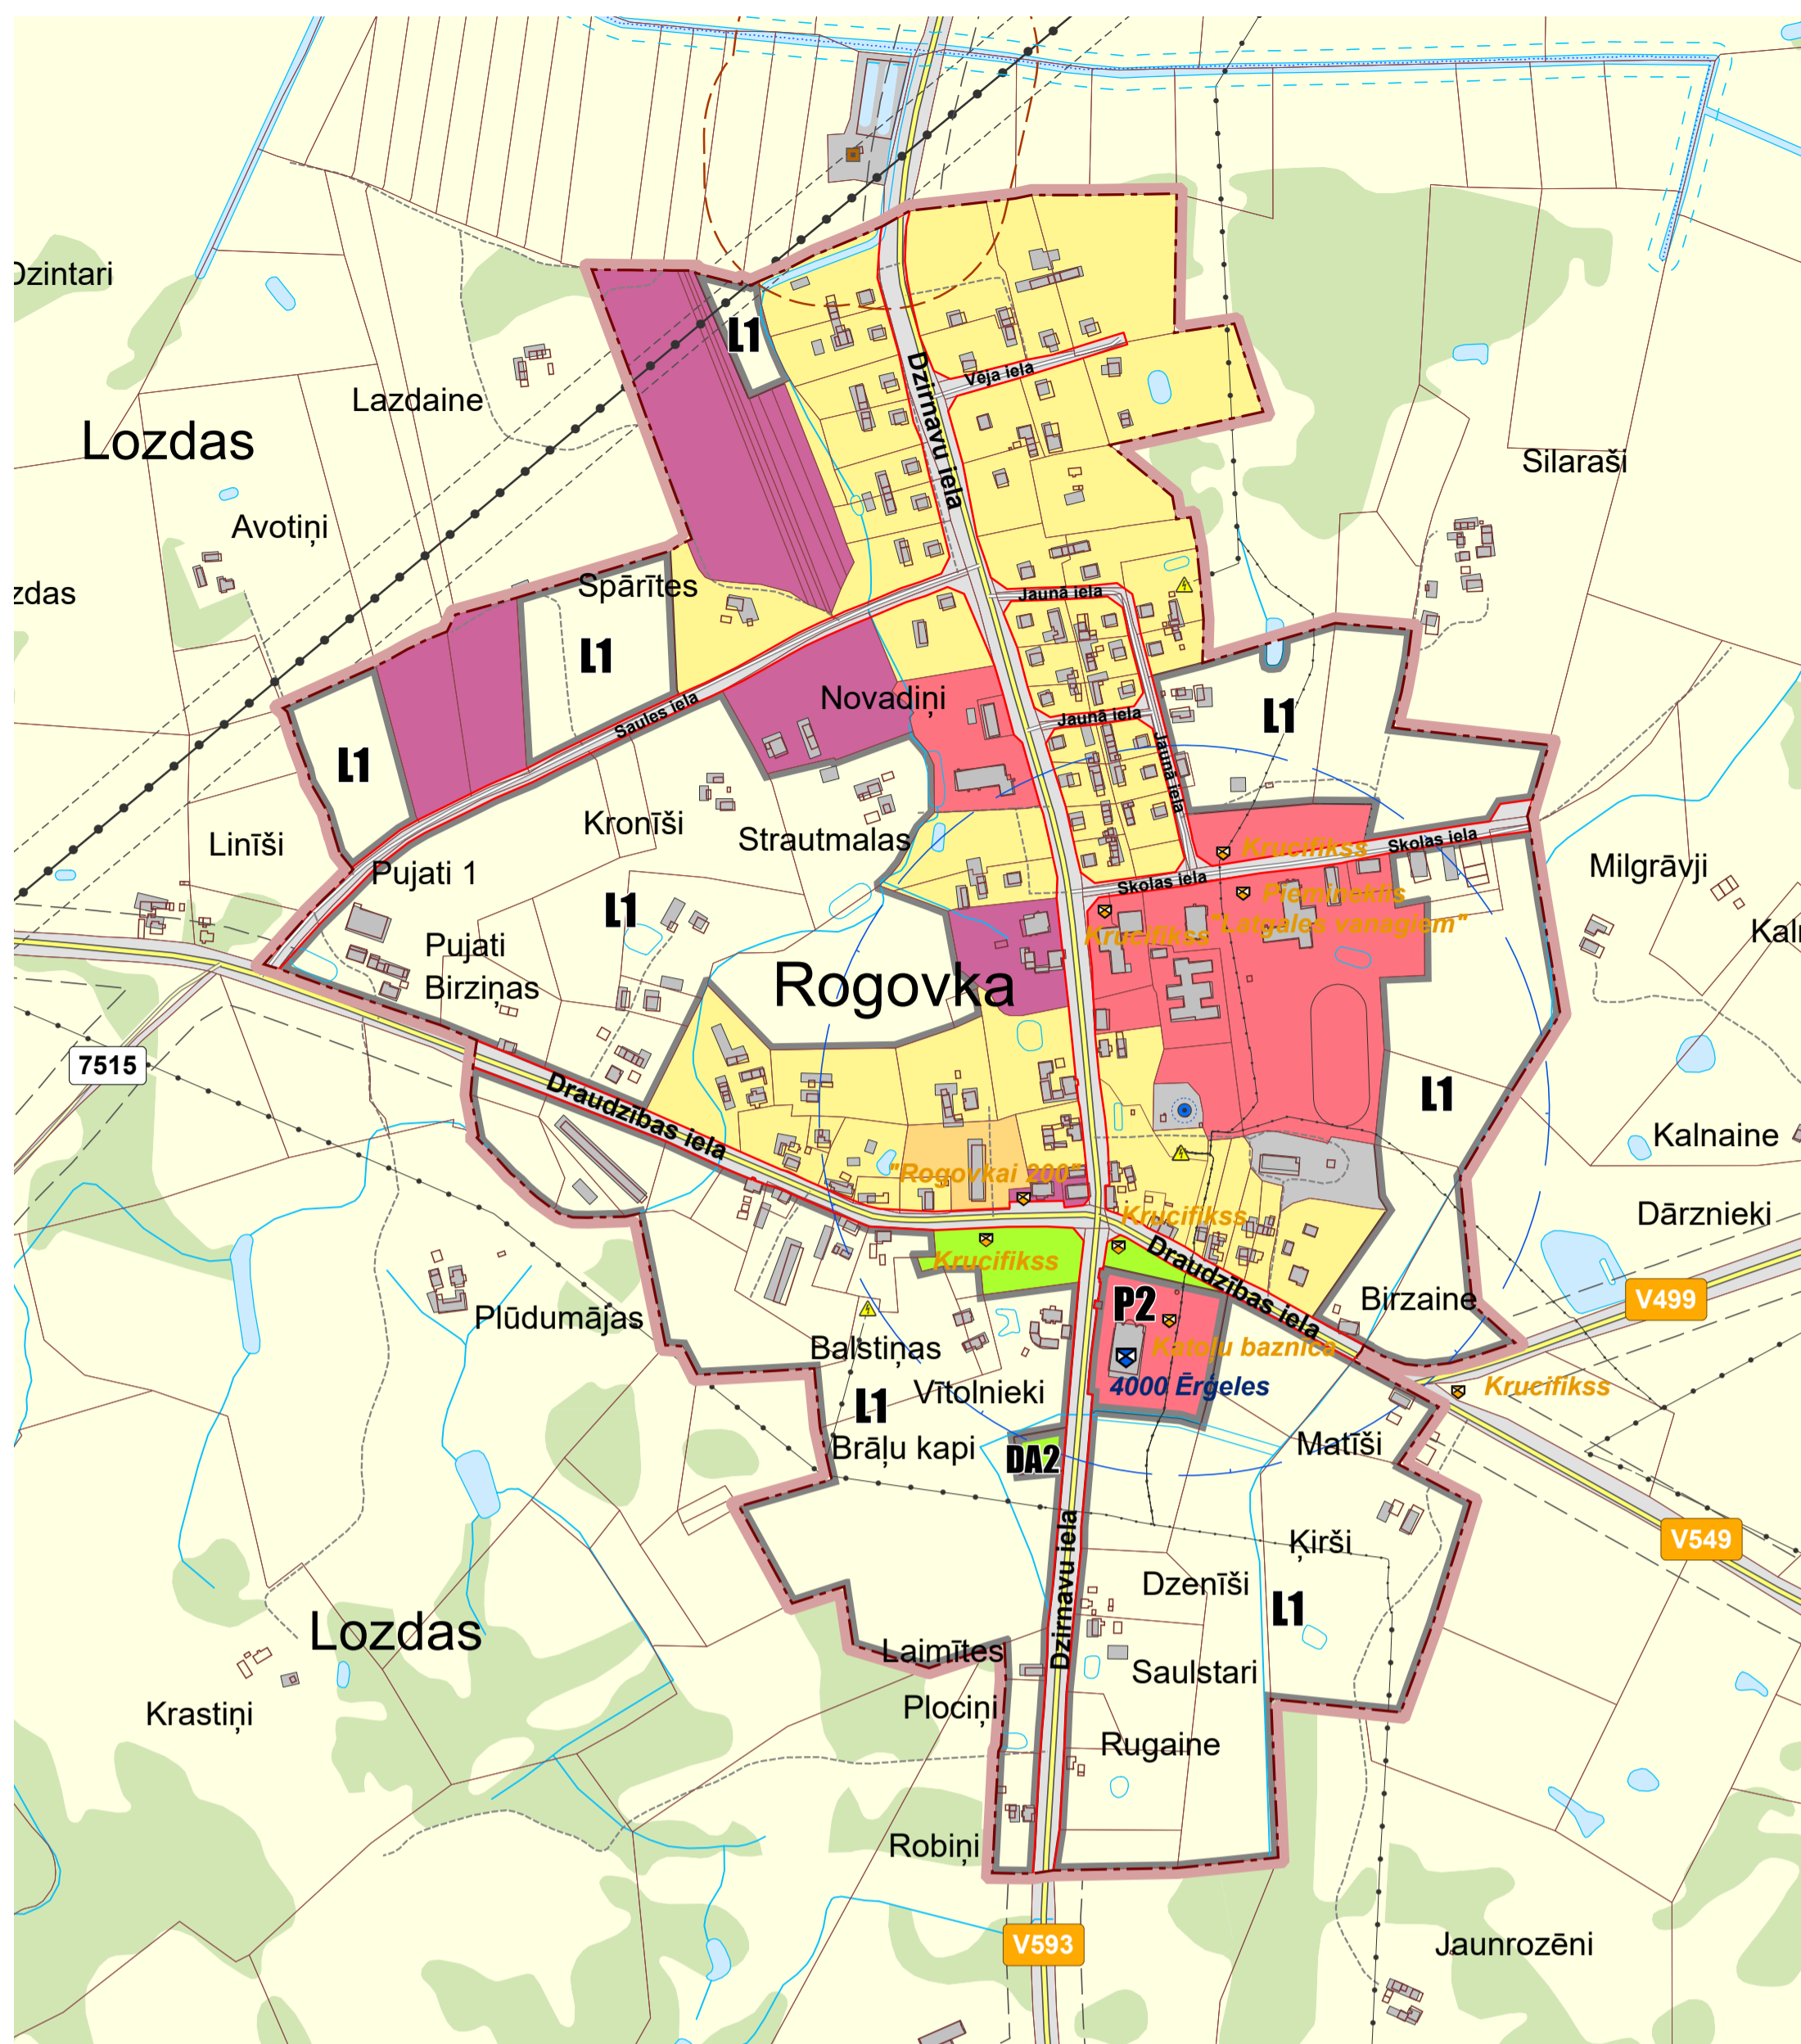 Dzintari
L1
Vēja iela
Dzirnavu iela
Lazdaine
Lozdas
Silaraši
Avotiņi
zdas
Spārītes
Jaunā iela
L1
Novadiņi
Saules iela
Jaunā iela
L1
Jaunā iela
L1
Kronīši
Strautmalas
Linīši
Skolas iela
Krucifikss
Milgrāvji
Pujati 1
Skolas iela
Piemineklis
"Latgales vanagiem"
L1
Krucifikss
Kaln
Pujati
Rogovka
Birziņas
7515
L1
Draudzības iela
Kalnaine
"Rogovkai 200"
Krucifikss
Dārznieki
Krucifikss
Draudzības iela
Birzaine
V499
P2
Plūdumājas
Balstiņas
Katoļu baznīca
4000 Ērģeles
Krucifikss
Vītolnieki
L1
Brāļu kapi
DA2
Matīši
V549
Ķirši
Dzenīši
L1
Dzirnavu iela
Lozdas
Laimītes
Saulstari
Krastiņi
Plociņi
Rugaine
Robiņi
V593
Jaunrozēni